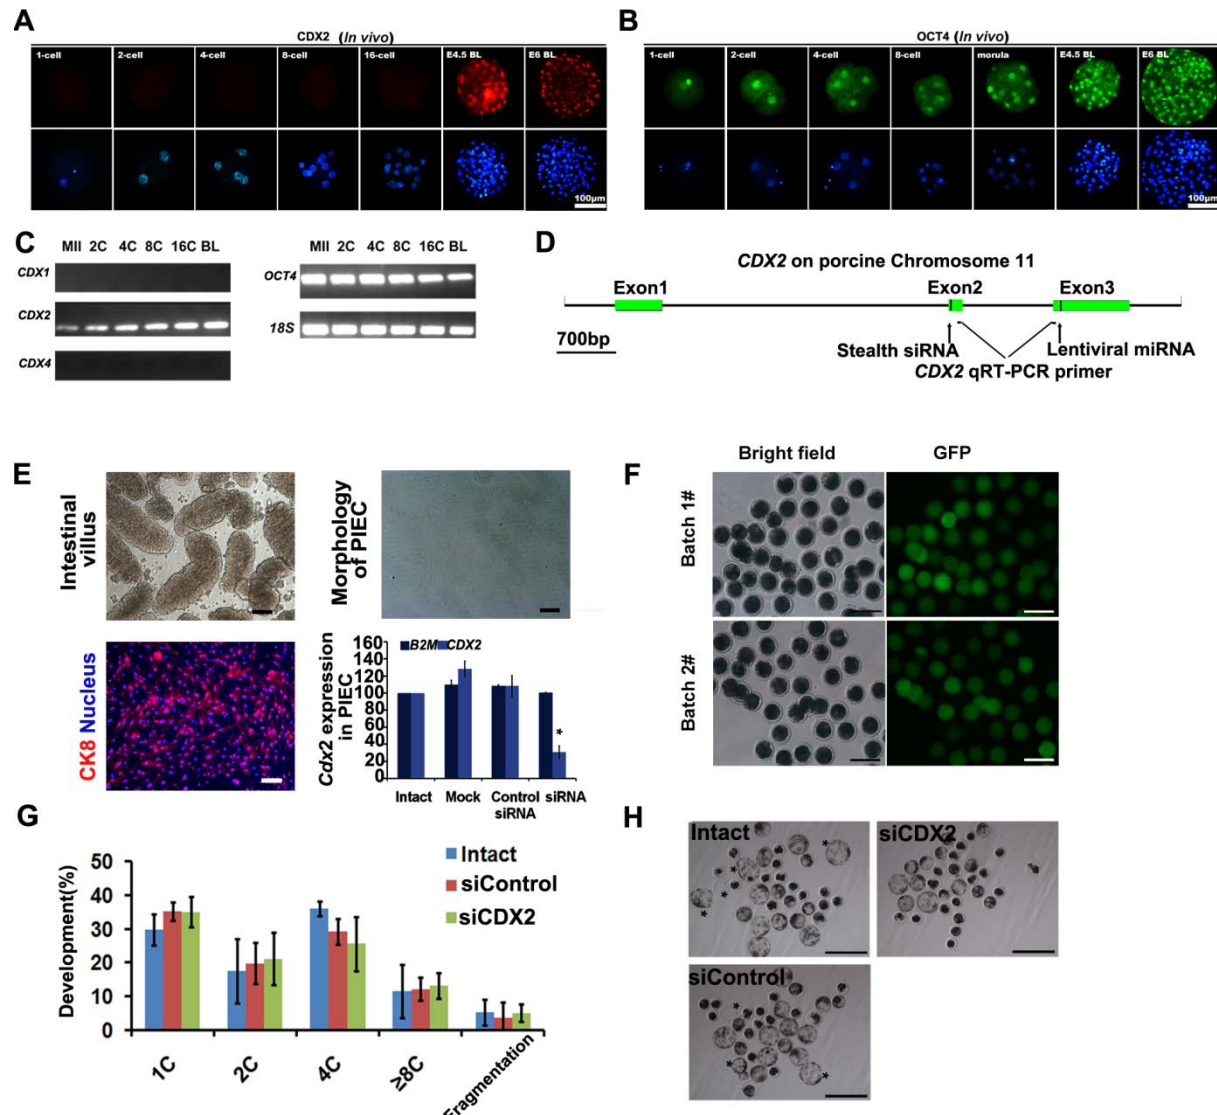 A
CDX2 (In vivo)
1-cell 2-cell 4-cell 8-cell 16-cell E4.5 BL E6 BL
100μm
B
OCT4 (In vivo)
1-cell 2-cell 4-cell 8-cell morula E4.5 BL E6 BL
100μm
C
MII 2C 4C 8C 16C BL
CDX1
CDX2
CDX4
MII 2C 4C 8C 16C BL
OCT4
18S
D
CDX2 on porcine Chromosome 11
Exon1 Exon2 Exon3
700bp
Stealth siRNA Lentiviral miRNA
CDX2 qRT-PCR primer
E
Intestinal
villus
Morphology
of PIEC
CK8 Nucleus
Cdx2 expression
in PIEC
160
140
120
100
80
60
40
20
0
B2M CDX2
*
Intact Mock Control siRNA
siRNA
F
Bright field GFP
Batch 1#
Batch 2#
G
Development(%)
50
40
30
20
10
0
Intact
siControl
siCDX2
1C 2C 4C ≥8C Fragmentation
H
Intact
* * * *
siCDX2
siControl
* * *